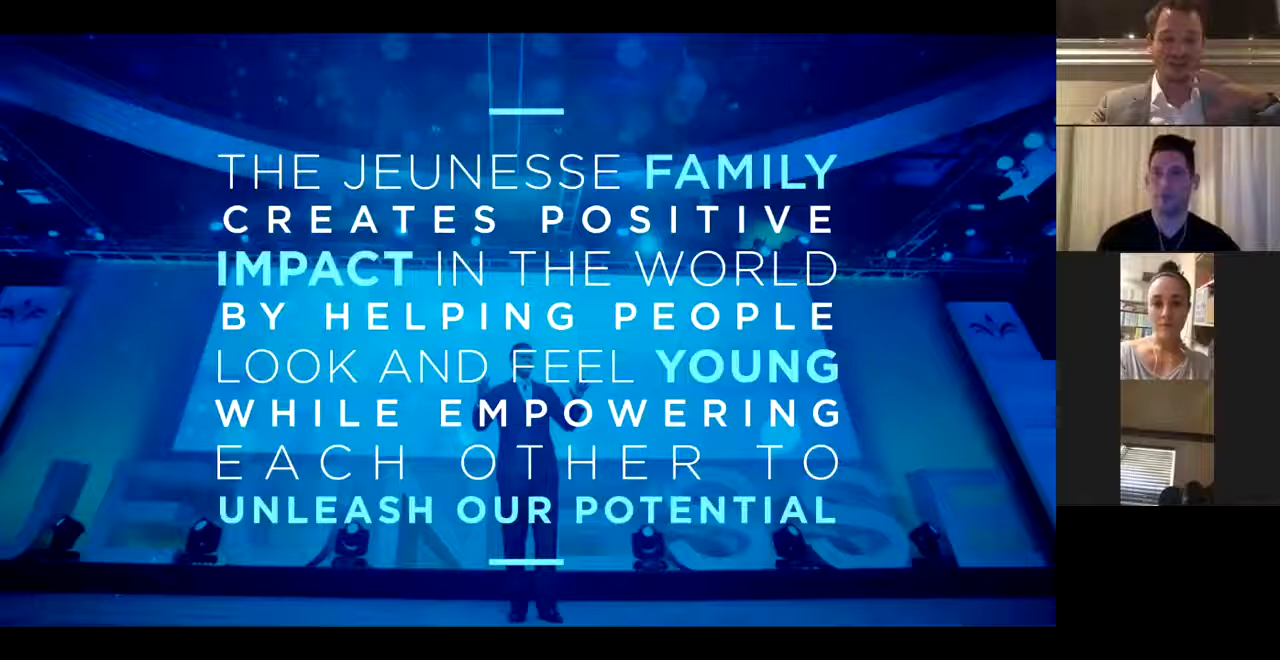 THE JEUNESSE FAMILY
CREATES POSITIVE
IMPACT IN THE WORLD
BY HELPING PEOPLE
LOOK AND FEEL YOUNG
WHILE EMPOWERING
EACH OTHER TO
UNLEASH OUR POTENTIAL
JEUNESSE